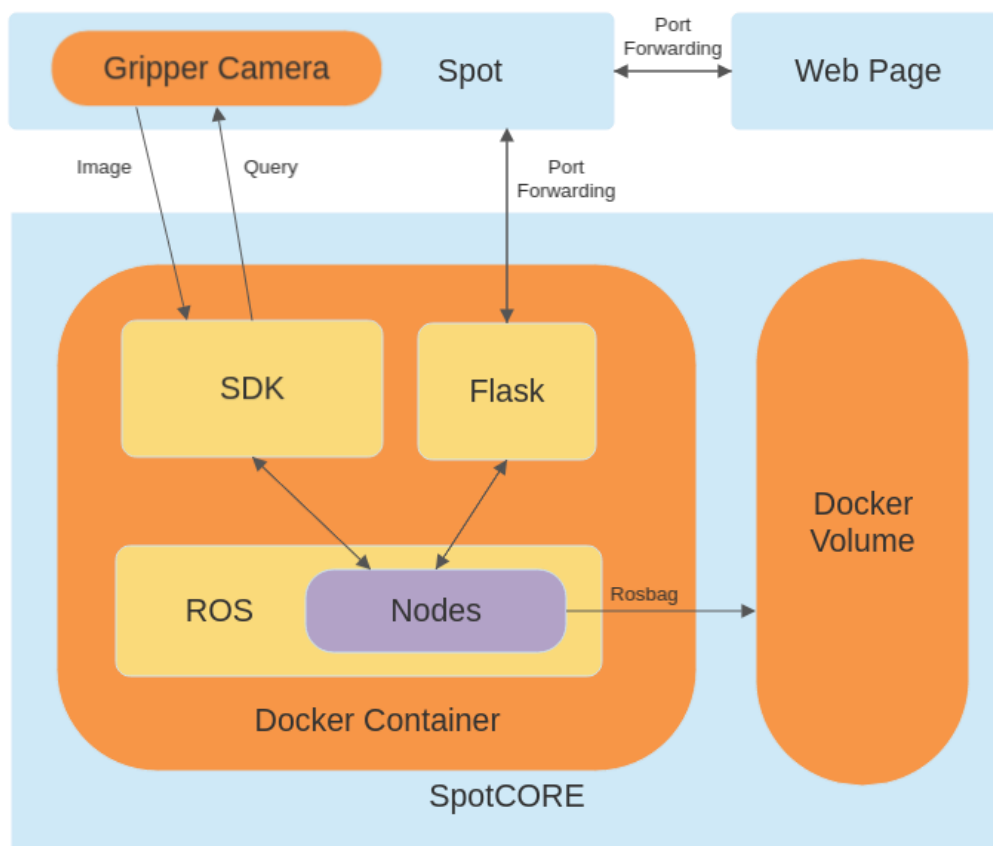 Gripper Camera
Spot
Port
Forwarding
Web Page
Image
Query
Port
Forwarding
SDK
Flask
Docker
Volume
ROS
Nodes
Rosbag
Docker Container
SpotCORE